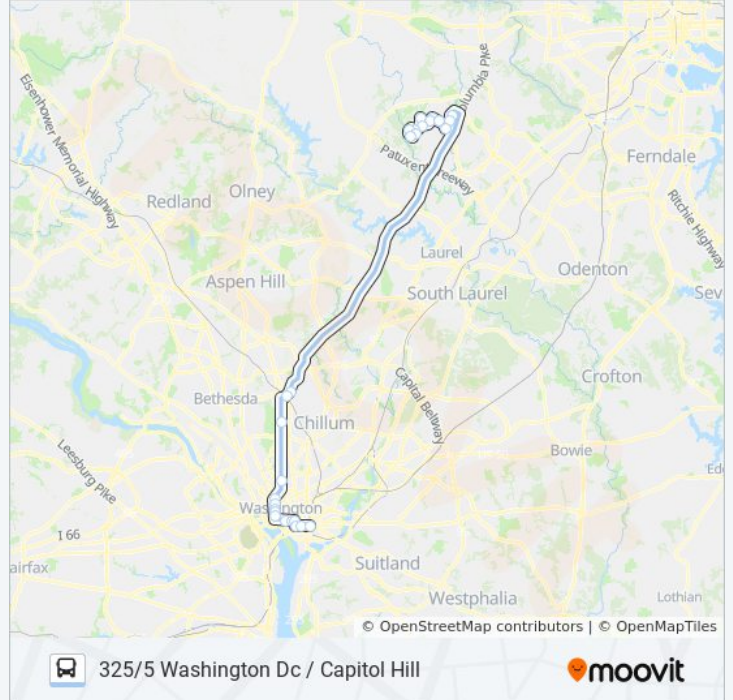 Columbia Pike
Eisenhower Memorial Highway
Patuxent Freeway
Ferndale
Ritchie Highway
Redland
Olney
Laurel
Odenton
Aspen Hill
South Laurel
Sev
Crofton
Bethesda
Capital Beltway
Chillum
Leesburg Pike
Bowie
Ed
Washington
I 66
airfax
Suitland
Westphalia
Lothian
© OpenStreetMap contributors | © OpenMapTiles
325/5 Washington Dc / Capitol Hill
moovit